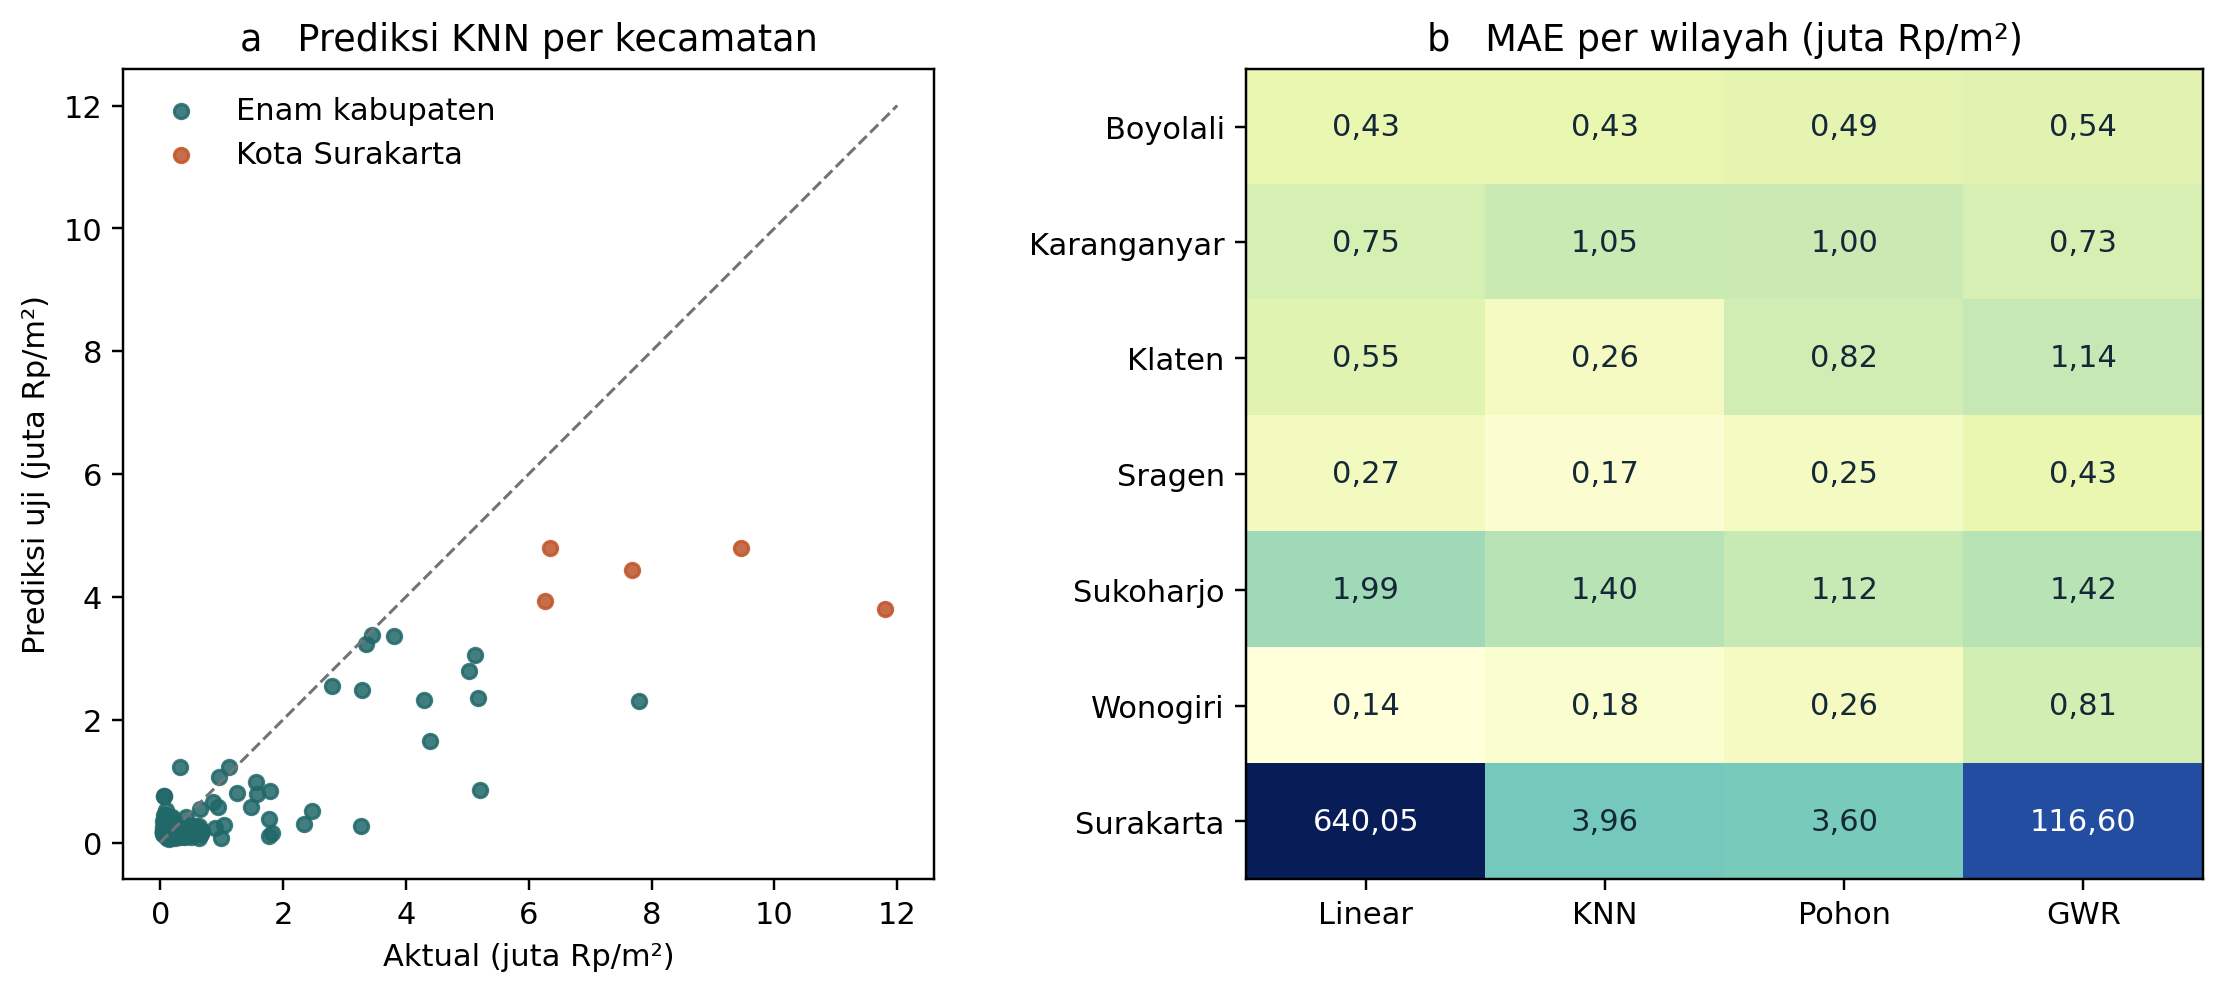 a   Prediksi KNN per kecamatan
Enam kabupaten
Kota Surakarta
Prediksi uji (juta Rp/m²)
12
10
8
6
4
2
0
0 2 4 6 8 10 12
Aktual (juta Rp/m²)
b   MAE per wilayah (juta Rp/m²)
Boyolali 0,43 0,43 0,49 0,54
Karanganyar 0,75 1,05 1,00 0,73
Klaten 0,55 0,26 0,82 1,14
Sragen 0,27 0,17 0,25 0,43
Sukoharjo 1,99 1,40 1,12 1,42
Wonogiri 0,14 0,18 0,26 0,81
Surakarta 640,05 3,96 3,60 116,60
Linear KNN Pohon GWR